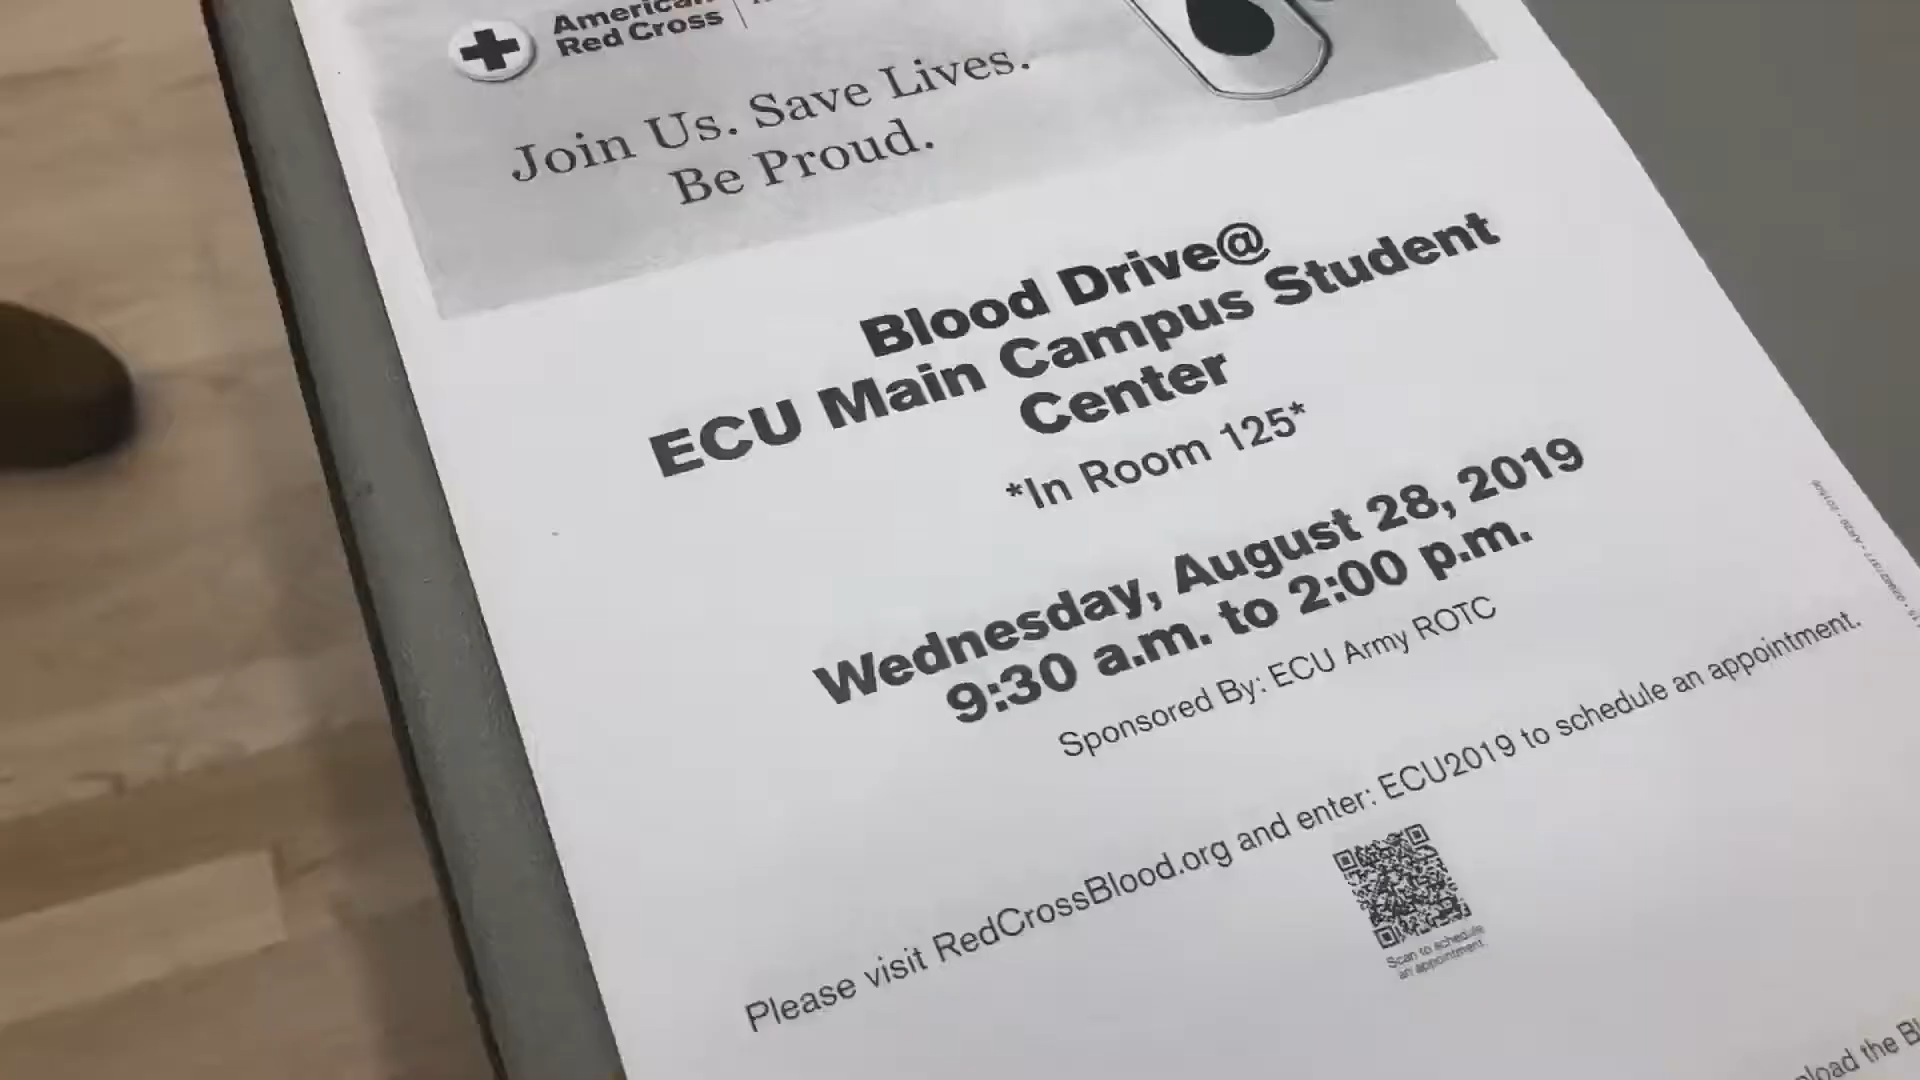 American
Red Cross
Join Us. Save Lives.
Be Proud.
Blood Drive@
ECU Main Campus Student
Center
*In Room 125*
Wednesday, August 28, 2019
9:30 a.m. to 2:00 p.m.
Sponsored By: ECU Army ROTC
Please visit RedCrossBlood.org and enter: ECU2019 to schedule an appointment.
Scan to schedule
an appointment.
the